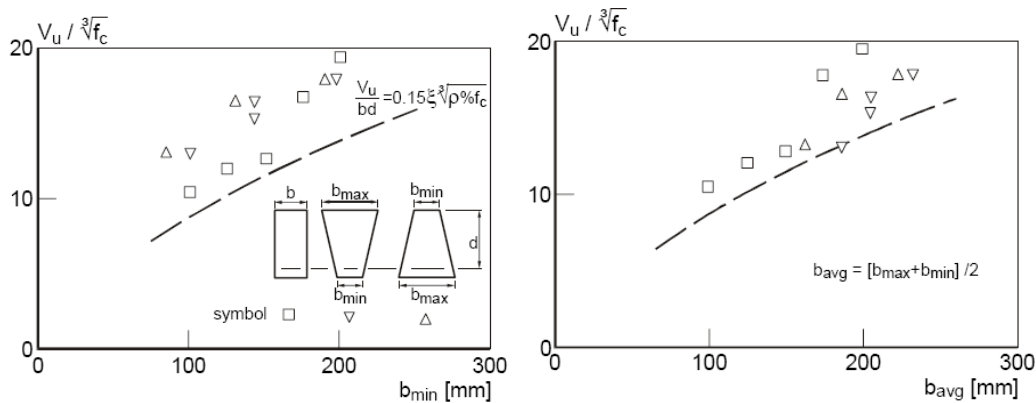 V_u / ∛f_c
20
10
0
V_u/bd =0.15ξ∛ρ%f_c
b
b_max
b_min
d
b_min
b_max
symbol □ ▽ △
0 100 200 300
b_min [mm]
V_u / ∛f_c
20
10
0
b_avg = [b_max+b_min] /2
0 100 200 300
b_avg [mm]